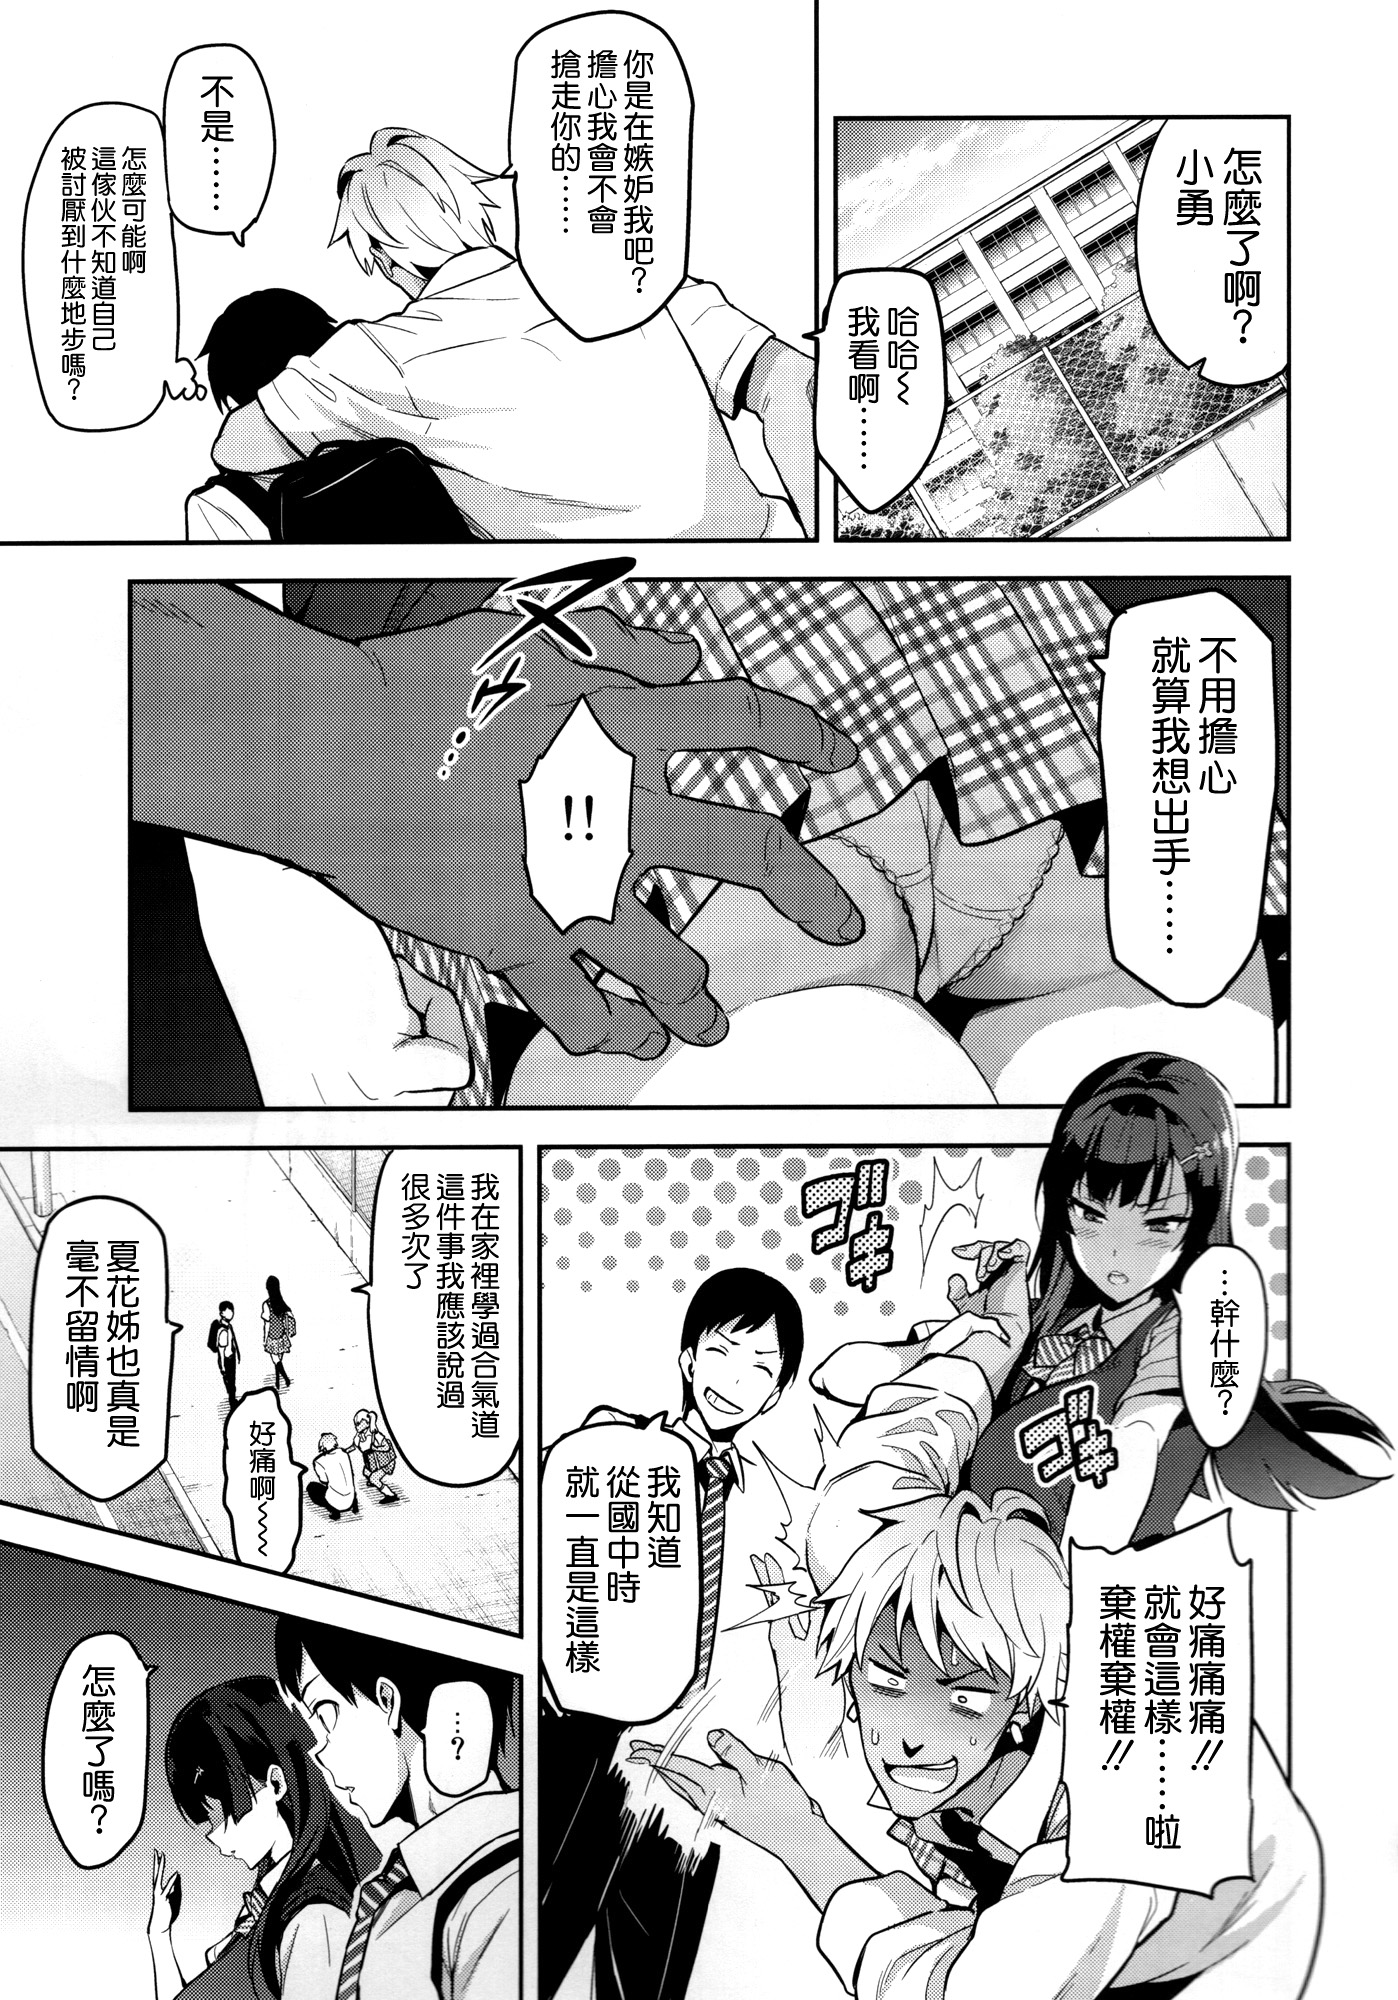 怎麼了啊？
小勇
哈哈～
我看啊……
你是在嫉妒我吧？
擔心我會不會
搶走你的……
不是……
怎麼可能啊
這傢伙不知道自己
被討厭到什麼地步嗎？
不用擔心
就算我想出手……
!!
…幹什麼？
ゴキ
ゴキ
好痛痛痛!!
就會這樣……啦
棄權棄權!!
我知道
從國中時
就一直是這樣
我在家裡學過合氣道
這件事我應該說過
很多次了
好痛啊～～
夏花姊也真是
毫不留情啊
…？
怎麼了嗎？